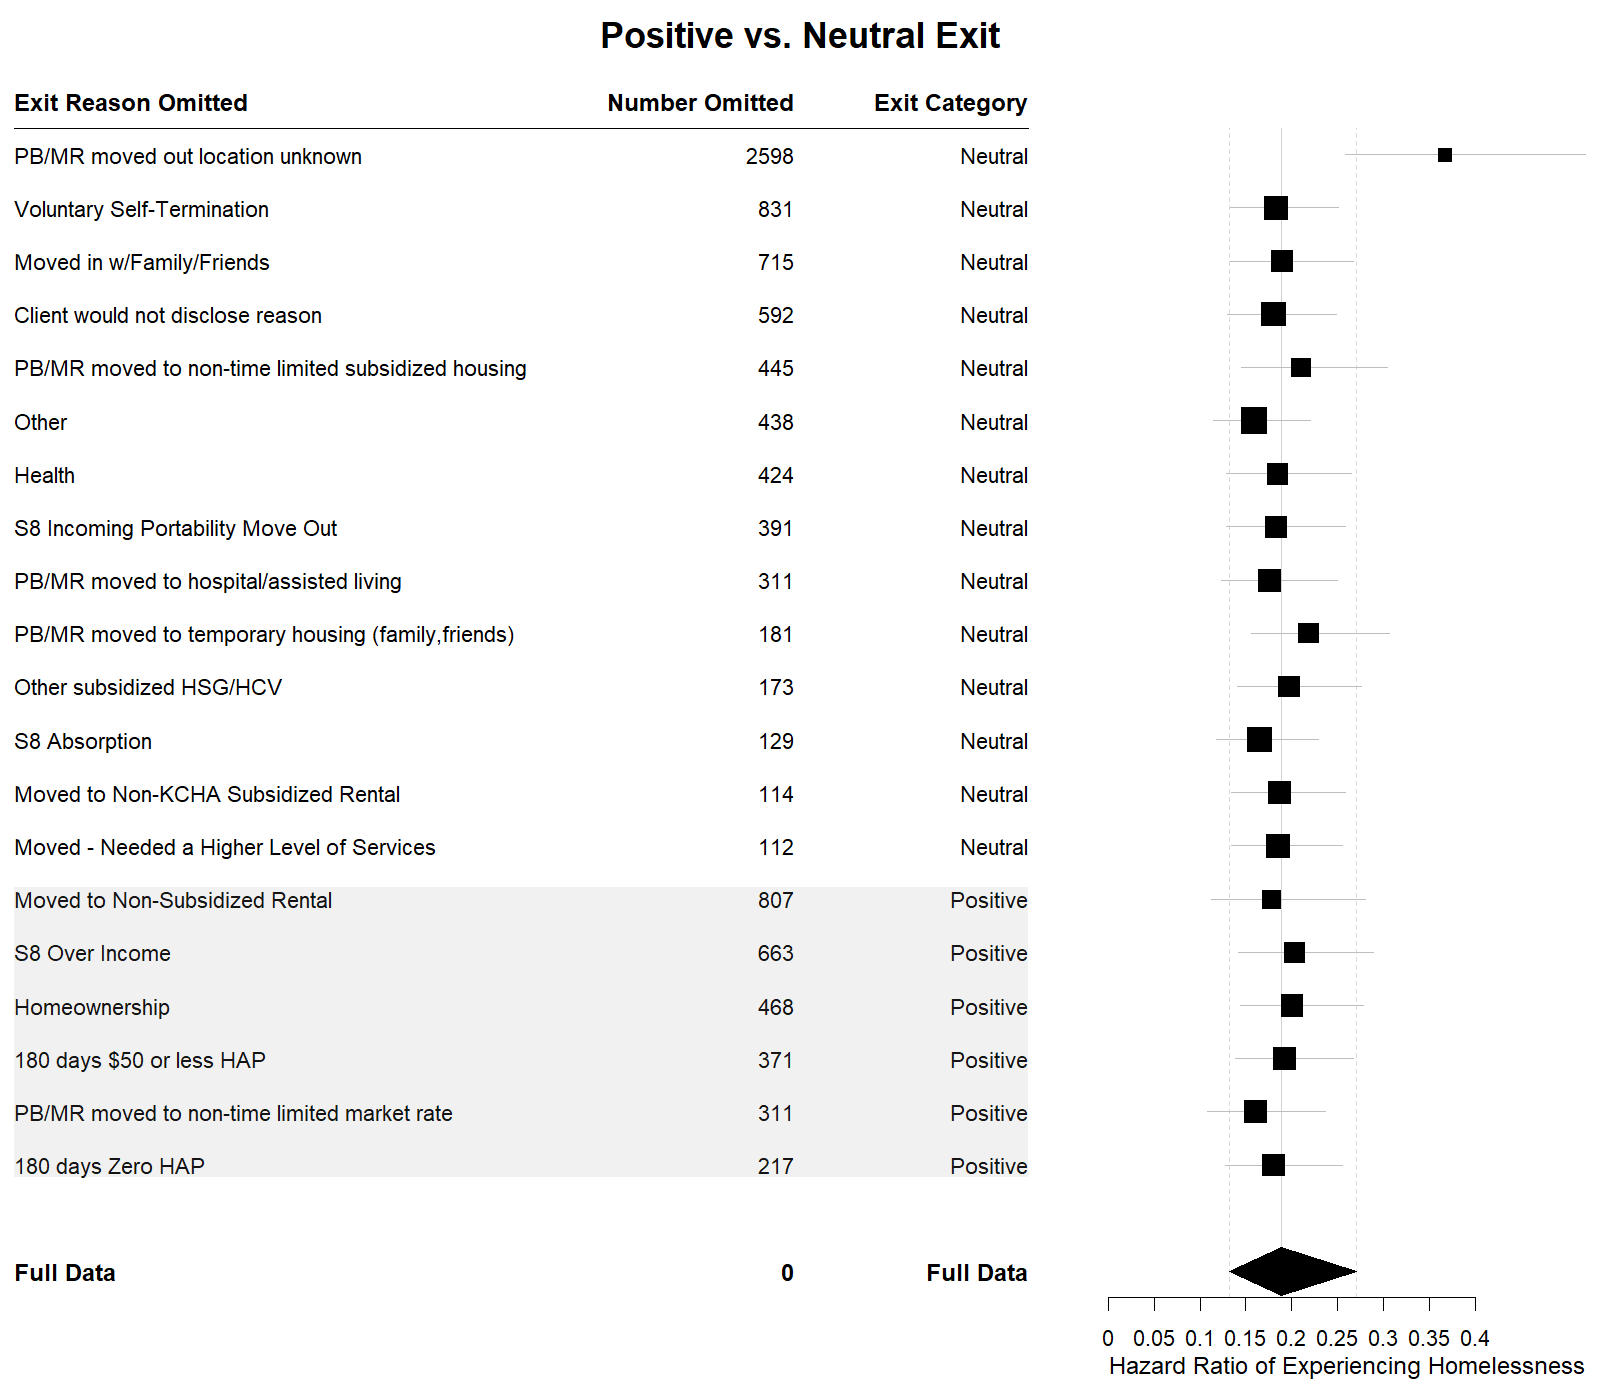 Positive vs. Neutral Exit
Exit Reason Omitted Number Omitted Exit Category
PB/MR moved out location unknown 2598 Neutral
Voluntary Self-Termination 831 Neutral
Moved in w/Family/Friends 715 Neutral
Client would not disclose reason 592 Neutral
PB/MR moved to non-time limited subsidized housing 445 Neutral
Other 438 Neutral
Health 424 Neutral
S8 Incoming Portability Move Out 391 Neutral
PB/MR moved to hospital/assisted living 311 Neutral
PB/MR moved to temporary housing (family,friends) 181 Neutral
Other subsidized HSG/HCV 173 Neutral
S8 Absorption 129 Neutral
Moved to Non-KCHA Subsidized Rental 114 Neutral
Moved - Needed a Higher Level of Services 112 Neutral
Moved to Non-Subsidized Rental 807 Positive
S8 Over Income 663 Positive
Homeownership 468 Positive
180 days $50 or less HAP 371 Positive
PB/MR moved to non-time limited market rate 311 Positive
180 days Zero HAP 217 Positive
Full Data 0 Full Data
0 0.05 0.1 0.15 0.2 0.25 0.3 0.35 0.4
Hazard Ratio of Experiencing Homelessness